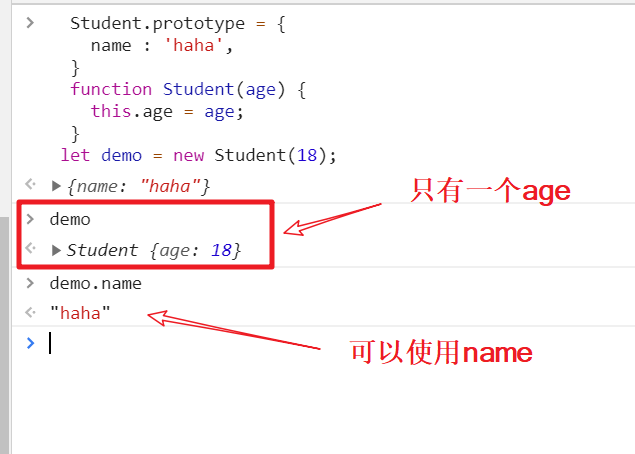 Student.prototype = {
name : 'haha',
}
function Student(age) {
this.age = age;
}
let demo = new Student(18);
{name: "haha"}
只有一个age
demo
Student {age: 18}
demo.name
"haha"
可以使用name